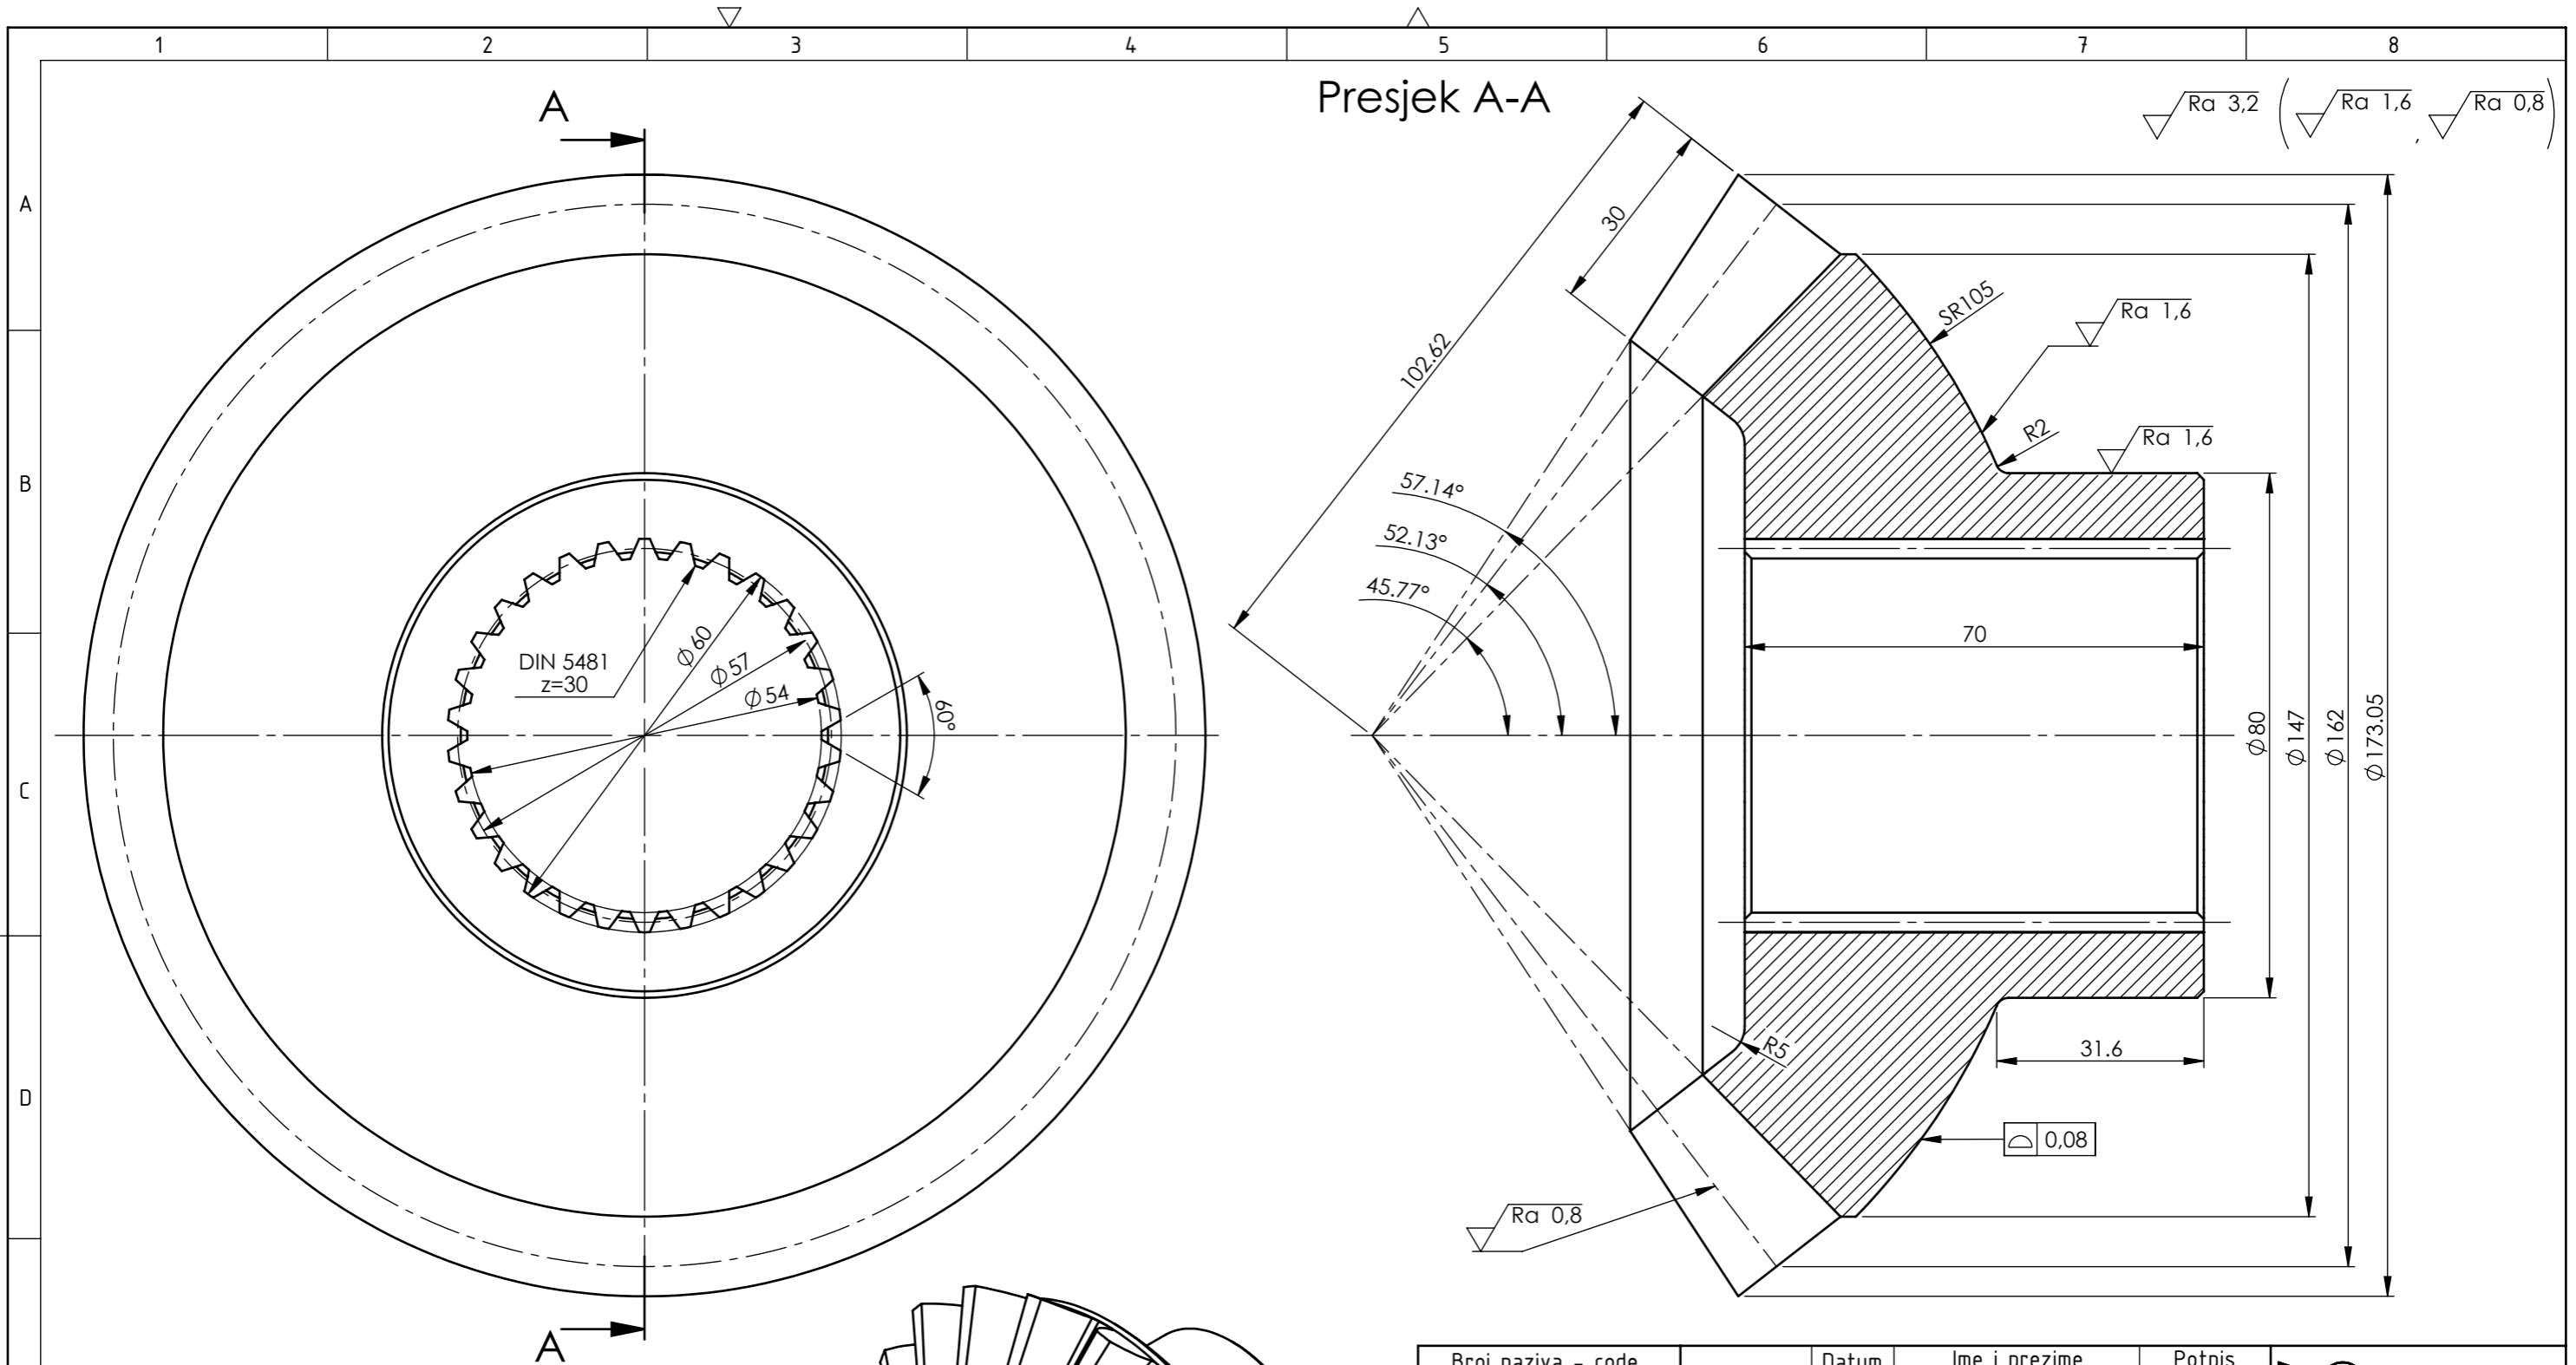 1 2 3 4 5 6 7 8
Presjek A-A
Ra 3,2 ( Ra 1,6 , Ra 0,8 )
A
A
B
C
D
A
A
DIN 5481
z=30
Ø60
Ø57
Ø54
60°
102.62
30
57.14°
52.13°
45.77°
SR105
Ra 1,6
R2
Ra 1,6
70
Ø80
Ø147
Ø162
Ø173.05
R5
31.6
0,08
Ra 0,8
Broj naziva - code
Datum
Ime i prezime
Potpis